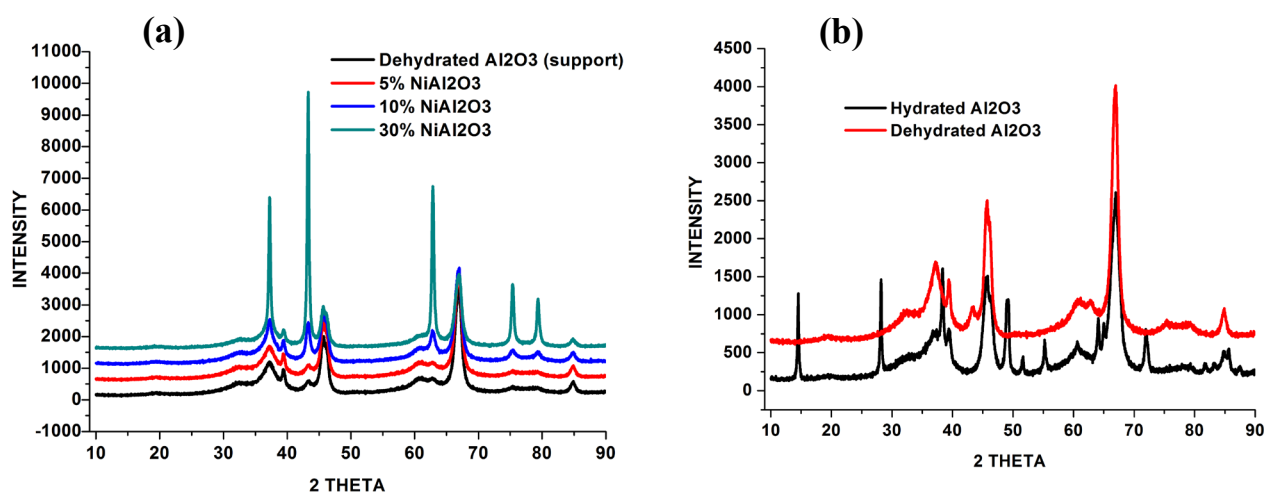 (a)
11000
10000
9000
8000
7000
6000
5000
4000
3000
2000
1000
0
-1000
INTENSITY
Dehydrated Al2O3 (support)
5% NiAl2O3
10% NiAl2O3
30% NiAl2O3
10 20 30 40 50 60 70 80 90
2 THETA
(b)
4500
4000
3500
3000
2500
2000
1500
1000
500
0
INTENSITY
Hydrated Al2O3
Dehydrated Al2O3
10 20 30 40 50 60 70 80 90
2 THETA